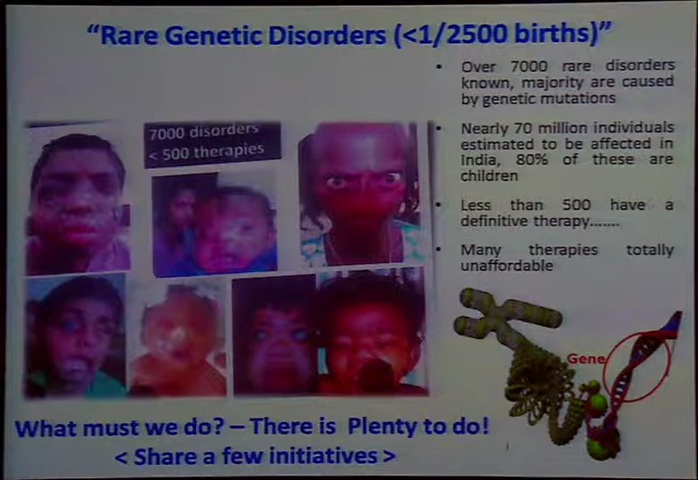 “Rare Genetic Disorders (<1/2500 births)”
• Over 7000 rare disorders
known, majority are caused
by genetic mutations
7000 disorders
< 500 therapies
• Nearly 70 million individuals
estimated to be affected in
India, 80% of these are
children
• Less than 500 have a
definitive therapy…….
• Many therapies totally
unaffordable
Gene
What must we do? – There is Plenty to do!
< Share a few initiatives >